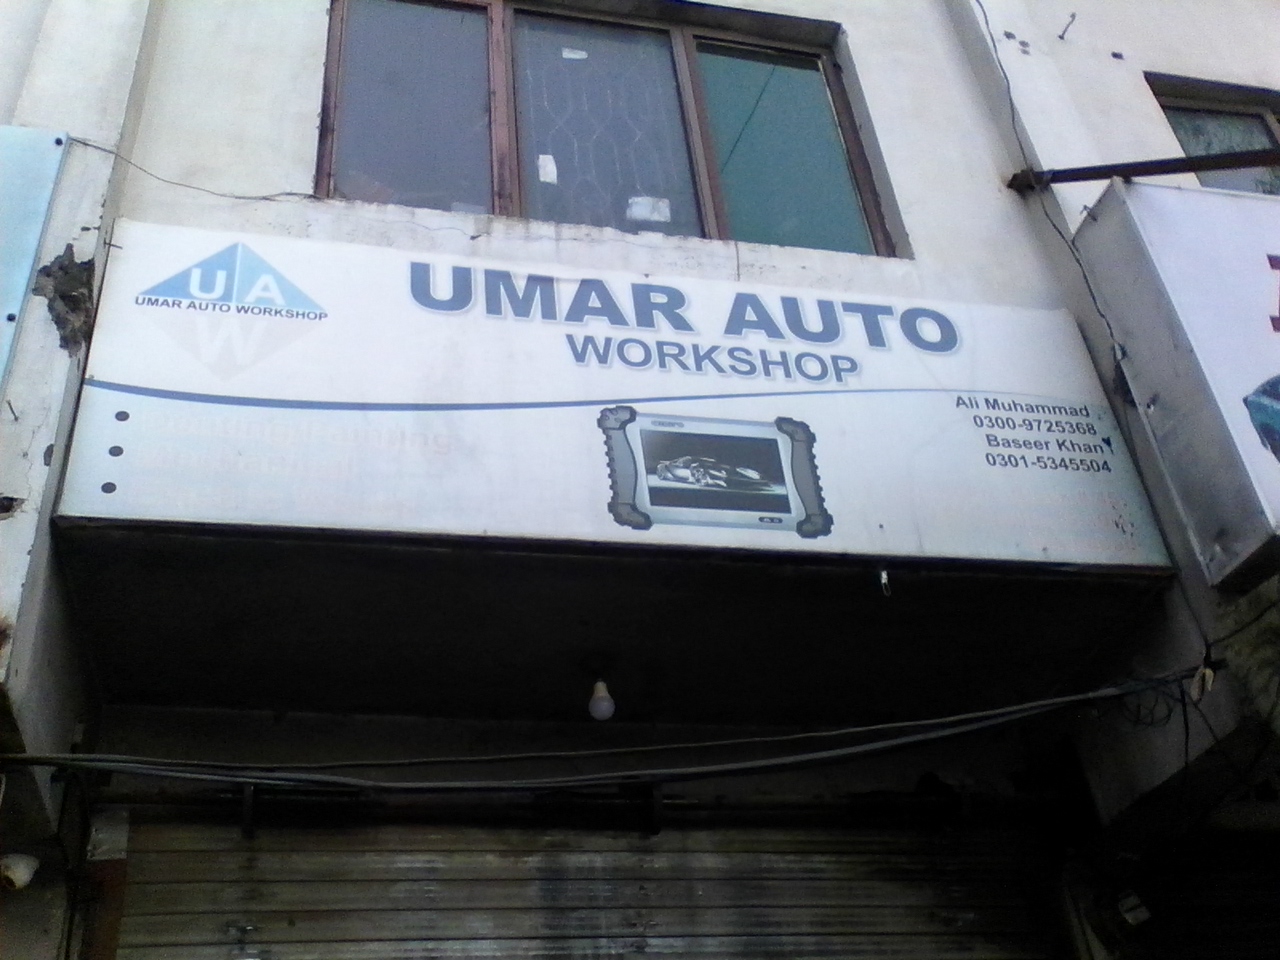 UA
W
UMAR AUTO WORKSHOP
UMAR AUTO
WORKSHOP
Ali Muhammad
0300-9725368
Baseer Khan
0301-5345504